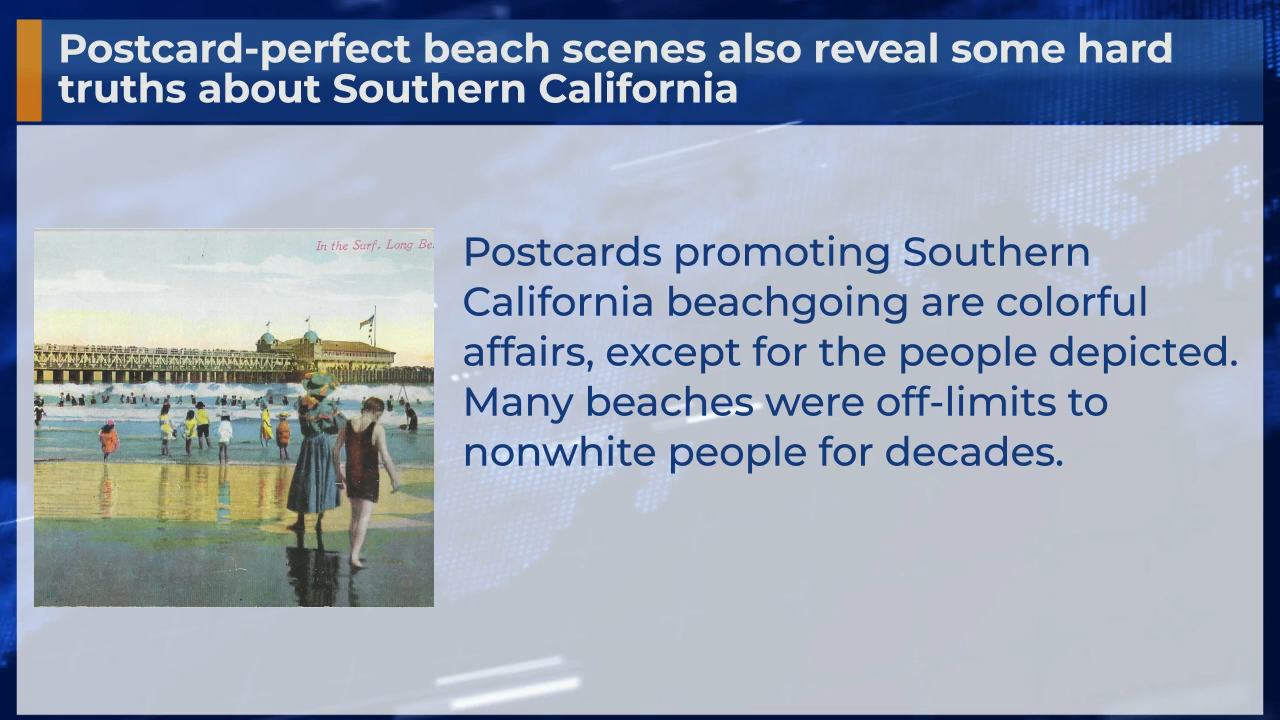 Postcard-perfect beach scenes also reveal some hard
truths about Southern California
In the Surf, Long Be
Postcards promoting Southern
California beachgoing are colorful
affairs, except for the people depicted.
Many beaches were off-limits to
nonwhite people for decades.